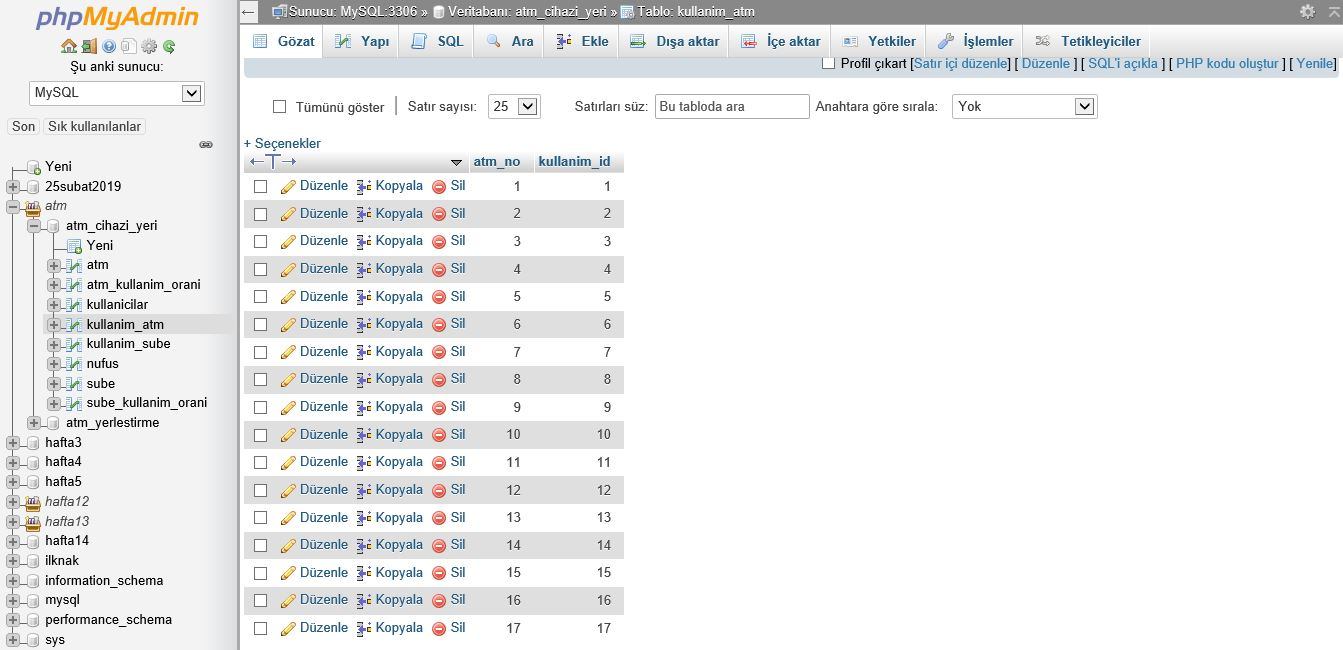 phpMyAdmin
Şu anki sunucu:
MySQL
Son Sık kullanılanlar
Yeni
25subat2019
atm
atm_cihazi_yeri
Yeni
atm
atm_kullanim_orani
kullanicilar
kullanim_atm
kullanim_sube
nufus
sube
sube_kullanim_orani
atm_yerlestirme
hafta3
hafta4
hafta5
hafta12
hafta13
hafta14
ilknak
information_schema
mysql
performance_schema
sys
Sunucu: MySQL:3306 » Veritabanı: atm_cihazi_yeri » Tablo: kullanim_atm
Gözat Yapı SQL Ara Ekle Dışa aktar İçe aktar Yetkiler İşlemler Tetikleyiciler
Profil çıkart [Satır içi düzenle] [ Düzenle ] [ SQL'i açıkla ] [ PHP kodu oluştur ] [ Yenile]
Tümünü göster | Satır sayısı: 25 Satırları süz: Bu tabloda ara Anahtara göre sırala: Yok
+ Seçenekler
←T→ atm_no kullanim_id
Düzenle Kopyala Sil 1 1
Düzenle Kopyala Sil 2 2
Düzenle Kopyala Sil 3 3
Düzenle Kopyala Sil 4 4
Düzenle Kopyala Sil 5 5
Düzenle Kopyala Sil 6 6
Düzenle Kopyala Sil 7 7
Düzenle Kopyala Sil 8 8
Düzenle Kopyala Sil 9 9
Düzenle Kopyala Sil 10 10
Düzenle Kopyala Sil 11 11
Düzenle Kopyala Sil 12 12
Düzenle Kopyala Sil 13 13
Düzenle Kopyala Sil 14 14
Düzenle Kopyala Sil 15 15
Düzenle Kopyala Sil 16 16
Düzenle Kopyala Sil 17 17